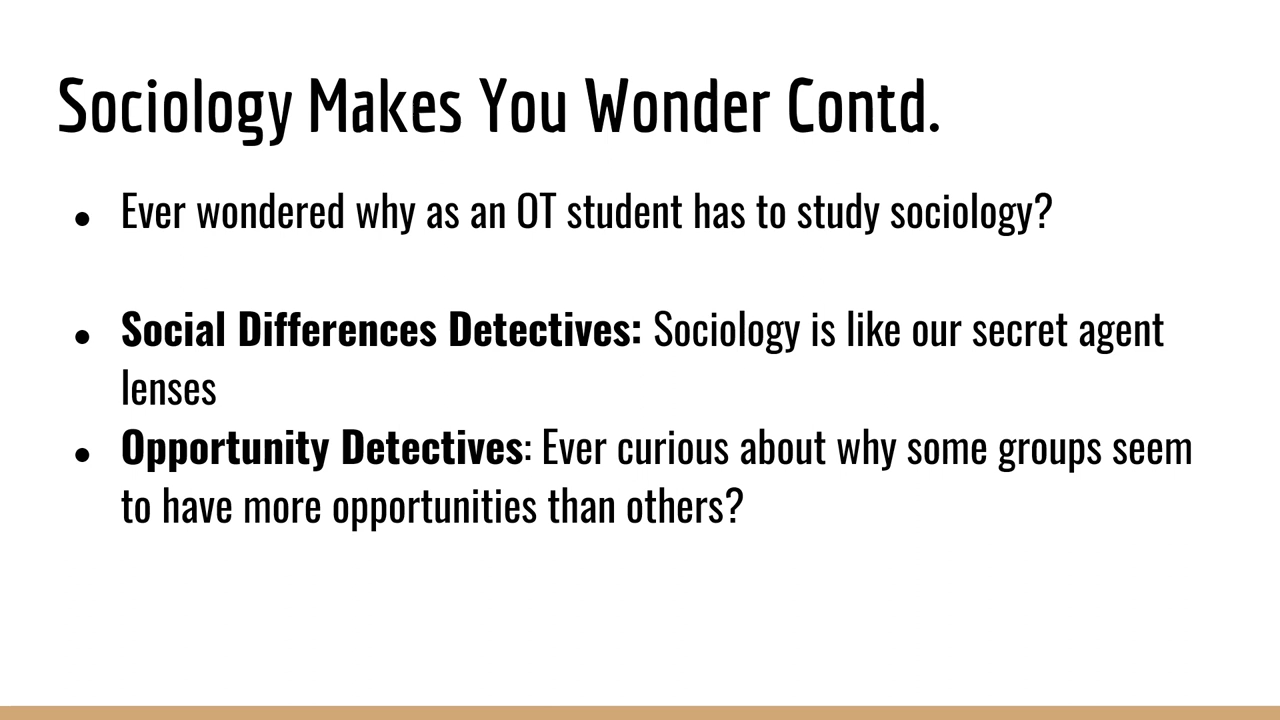 Sociology Makes You Wonder Contd.
● Ever wondered why as an OT student has to study sociology?
● Social Differences Detectives: Sociology is like our secret agent
lenses
● Opportunity Detectives: Ever curious about why some groups seem
to have more opportunities than others?